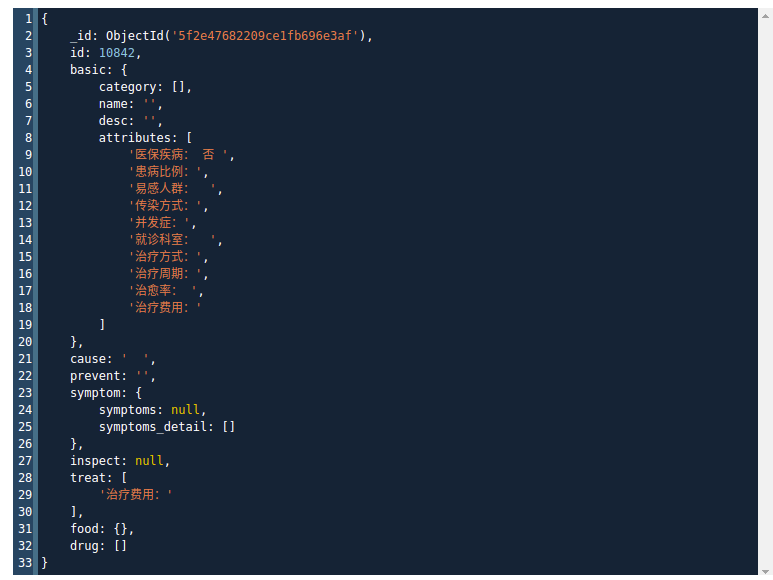 1 {
2     _id: ObjectId('5f2e47682209ce1fb696e3af'),
3     id: 10842,
4     basic: {
5         category: [],
6         name: '',
7         desc: '',
8         attributes: [
9             '医保疾病:  否 ',
10             '患病比例: ',
11             '易感人群:   ',
12             '传染方式: ',
13             '并发症: ',
14             '就诊科室:   ',
15             '治疗方式: ',
16             '治疗周期: ',
17             '治愈率:  ',
18             '治疗费用: '
19         ]
20     },
21     cause: '  ',
22     prevent: '',
23     symptom: {
24         symptoms: null,
25         symptoms_detail: []
26     },
27     inspect: null,
28     treat: [
29         '治疗费用: '
30     ],
31     food: {},
32     drug: []
33 }